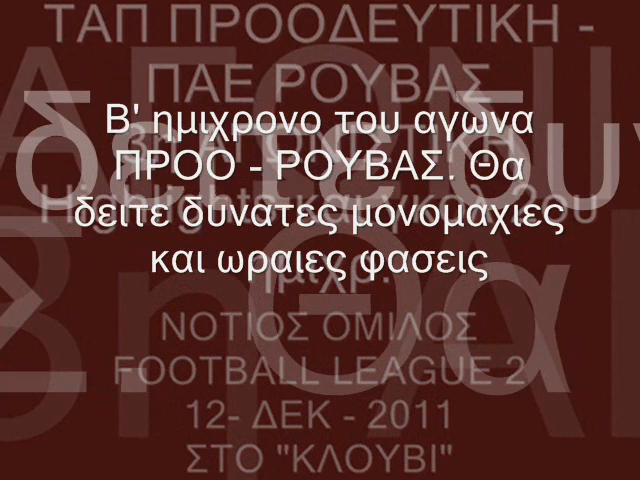 ΤΑΠ ΠΡΟΟΔΕΥΤΙΚΗ -
ΠΑΕ ΡΟΥΒΑΣ
Β' ημιχρονο του αγωνα
ΠΡΟΟ - ΡΟΥΒΑΣ. Θα
δειτε δυνατες μονομαχιες
και ωραιες φασεις
ΝΟΤΙΟΣ ΟΜΙΛΟΣ
FOOTBALL LEAGUE 2
12- ΔΕΚ - 2011
ΣΤΟ "ΚΛΟΥΒΙ"